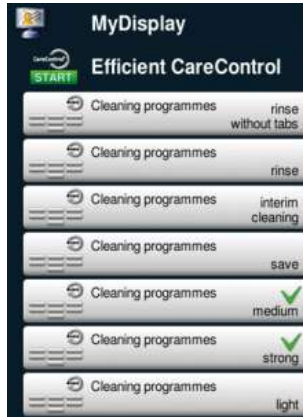 MyDisplay
CareControl
START
Efficient CareControl
Cleaning programmes
rinse
without tabs
Cleaning programmes
rinse
Cleaning programmes
interim
cleaning
Cleaning programmes
save
Cleaning programmes
medium
Cleaning programmes
strong
Cleaning programmes
light